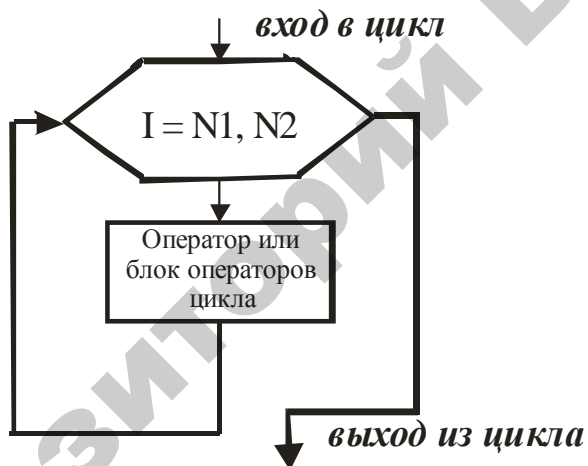 вход в цикл
I = N1, N2
Оператор или
блок операторов
цикла
выход из цикла